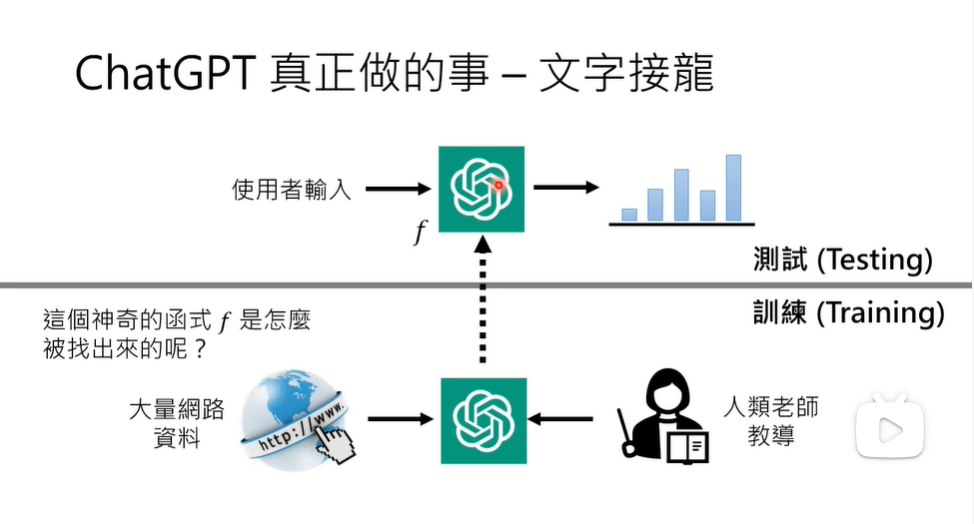 ChatGPT 真正做的事 – 文字接龍
使用者輸入
f
測試 (Testing)
訓練 (Training)
這個神奇的函式 f 是怎麼
被找出來的呢？
大量網路
資料
http://www.
人類老師
教導